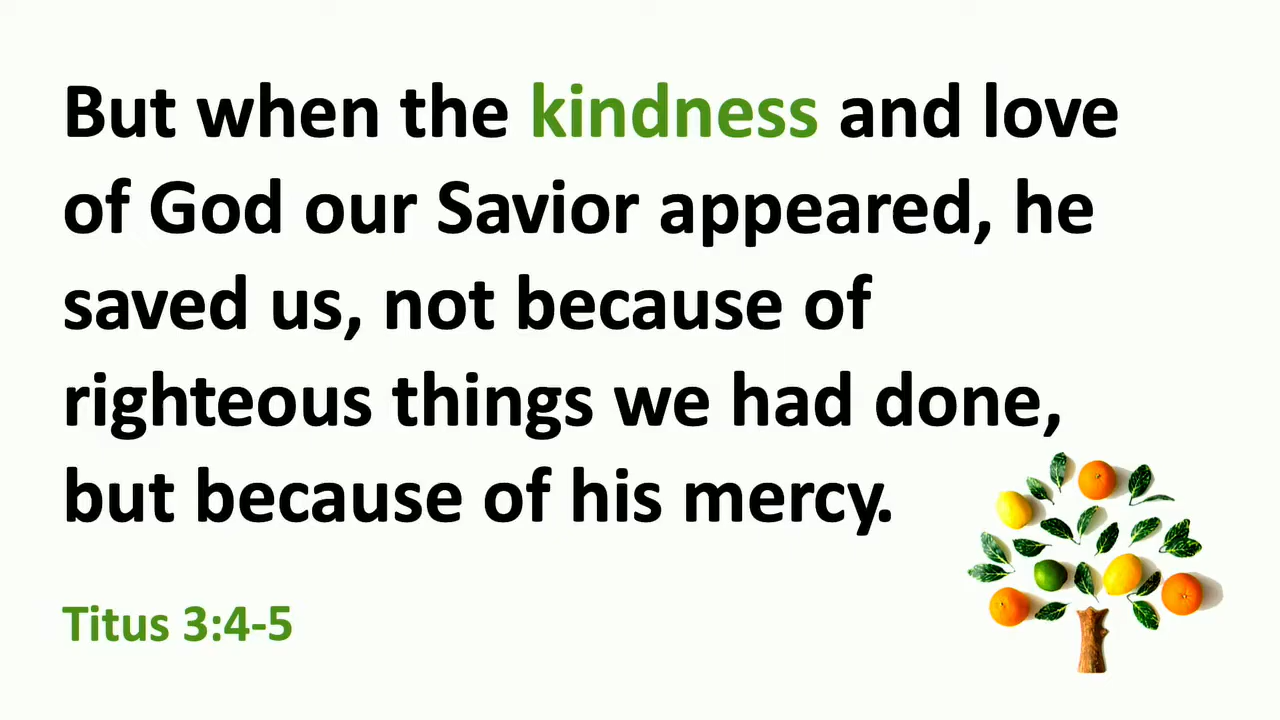 But when the kindness and love
of God our Savior appeared, he
saved us, not because of
righteous things we had done,
but because of his mercy.
Titus 3:4-5